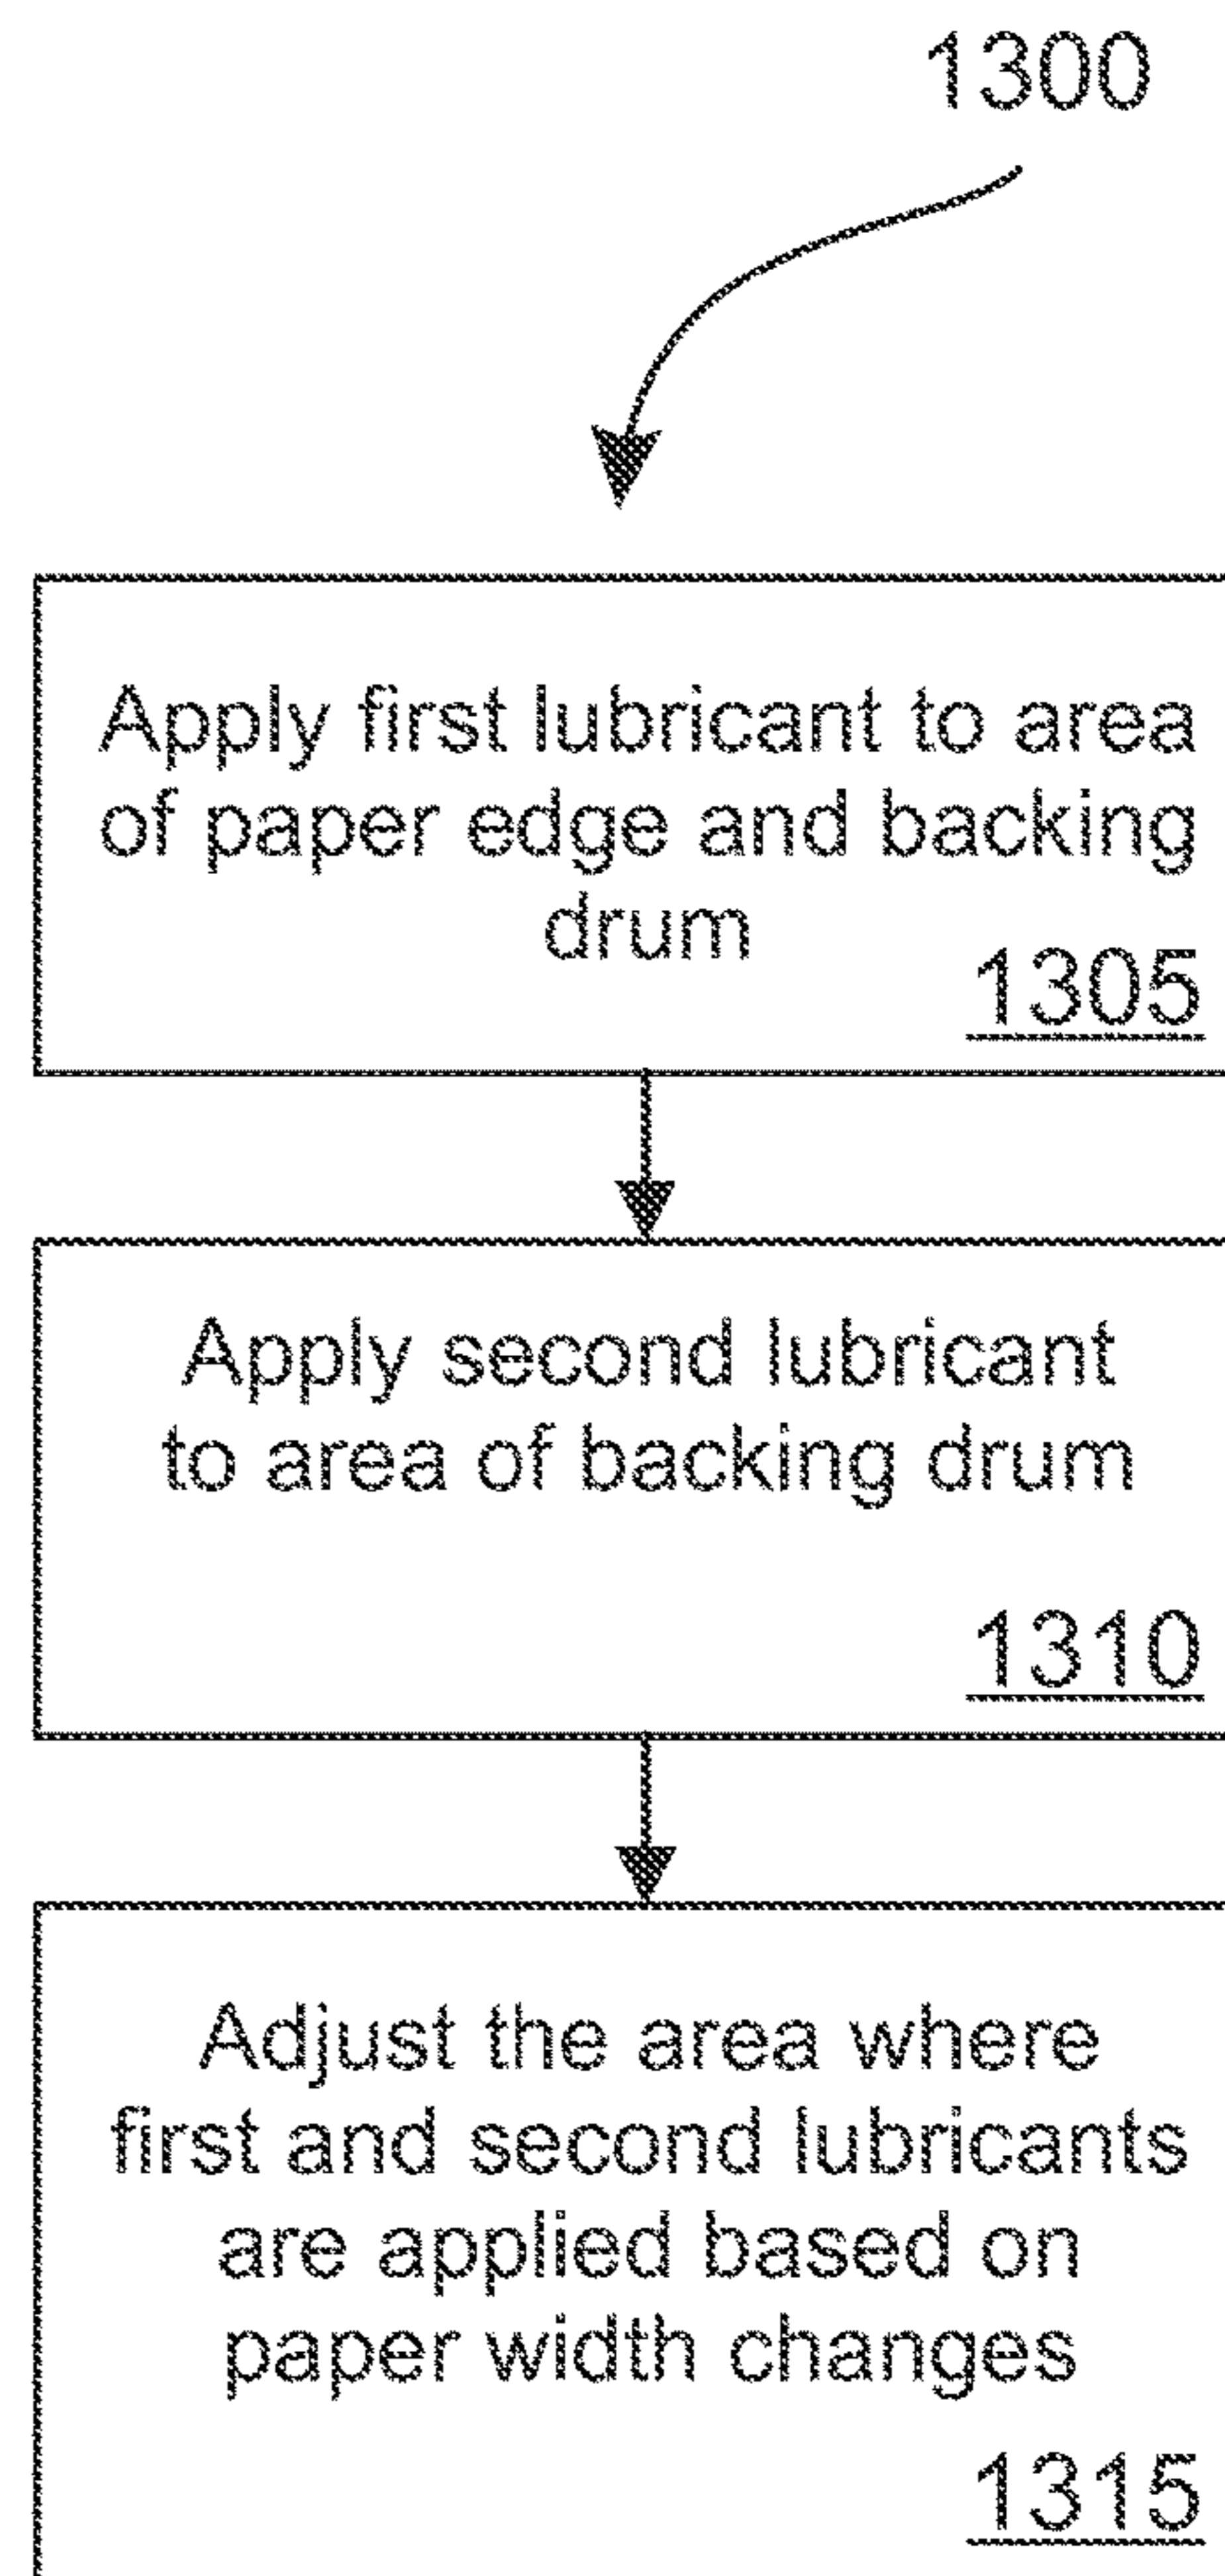 1300
Apply first lubricant to area
of paper edge and backing
drum
1305
Apply second lubricant
to area of backing drum
1310
Adjust the area where
first and second lubricants
are applied based on
paper width changes
1315